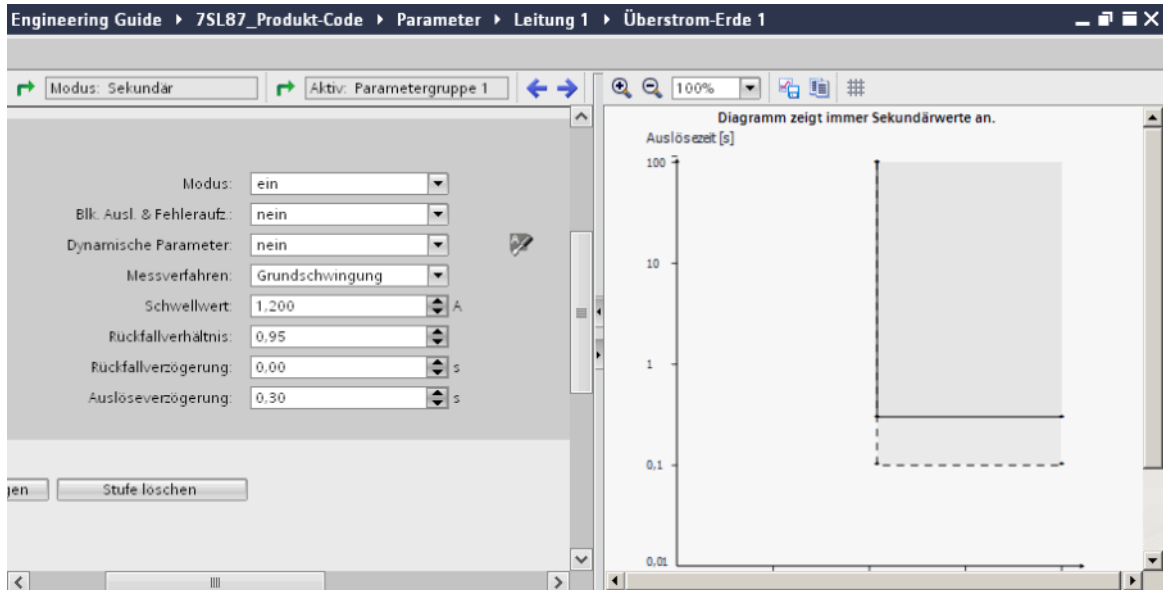 Engineering Guide ▸ 7SL87_Produkt-Code ▸ Parameter ▸ Leitung 1 ▸ Überstrom-Erde 1
Modus: Sekundär
Aktiv: Parametergruppe 1
Modus: ein
Blk. Ausl. & Fehleraufz.: nein
Dynamische Parameter: nein
Messverfahren: Grundschwingung
Schwellwert: 1,200 A
Rückfallverhältnis: 0,95
Rückfallverzögerung: 0,00 s
Auslöseverzögerung: 0,30 s
gen
Stufe löschen
100%
Diagramm zeigt immer Sekundärwerte an.
Auslösezeit [s]
100
10
1
0,1
0,01